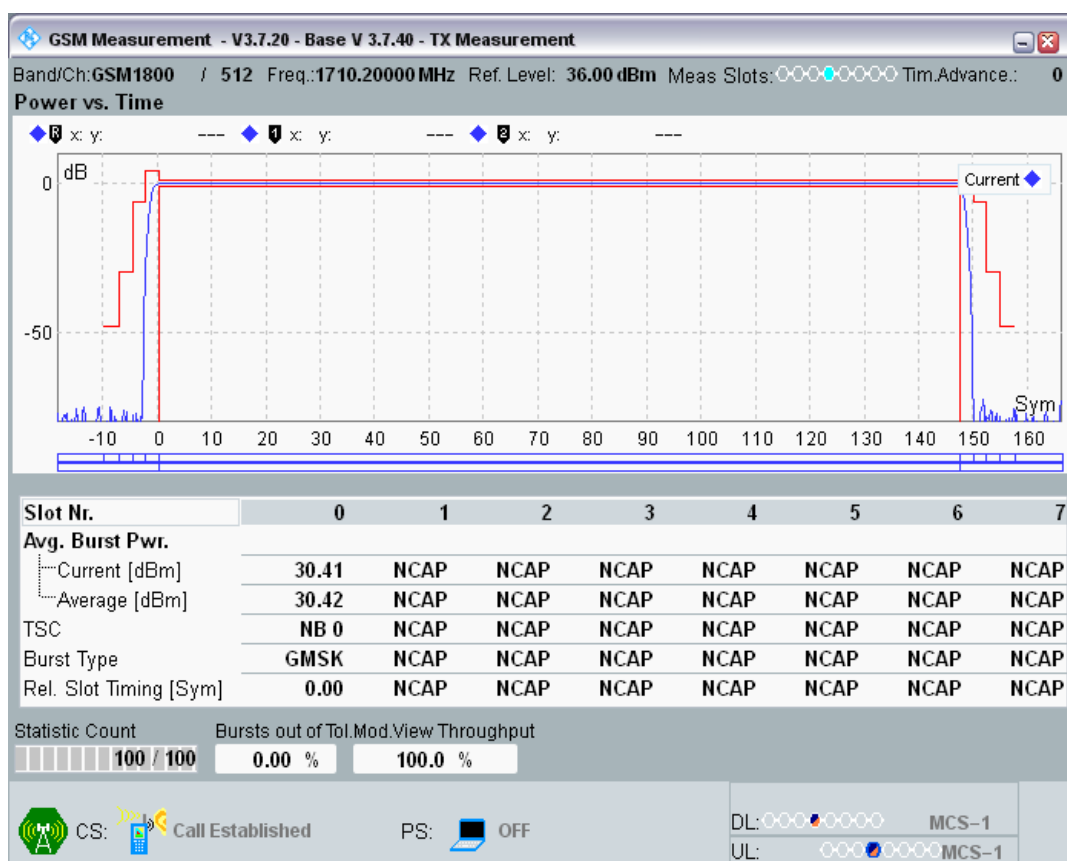 GSM Measurement - V3.7.20 - Base V 3.7.40 - TX Measurement
Band/Ch:GSM1800 / 512 Freq.:1710.20000 MHz Ref. Level: 36.00 dBm Meas Slots: Tim.Advance.: 0
Power vs. Time
R x: y: --- 1 x: y: --- 2 x: y: ---
dB
0
Current
-50
Sym
-10 0 10 20 30 40 50 60 70 80 90 100 110 120 130 140 150 160
Slot Nr. 0 1 2 3 4 5 6 7
Avg. Burst Pwr.
Current [dBm] 30.41 NCAP NCAP NCAP NCAP NCAP NCAP NCAP
Average [dBm] 30.42 NCAP NCAP NCAP NCAP NCAP NCAP NCAP
TSC NB 0 NCAP NCAP NCAP NCAP NCAP NCAP NCAP
Burst Type GMSK NCAP NCAP NCAP NCAP NCAP NCAP NCAP
Rel. Slot Timing [Sym] 0.00 NCAP NCAP NCAP NCAP NCAP NCAP NCAP
Statistic Count Bursts out of Tol. Mod.View Throughput
100 / 100 0.00 % 100.0 %
CS: Call Established PS: OFF
DL: MCS-1
UL: MCS-1